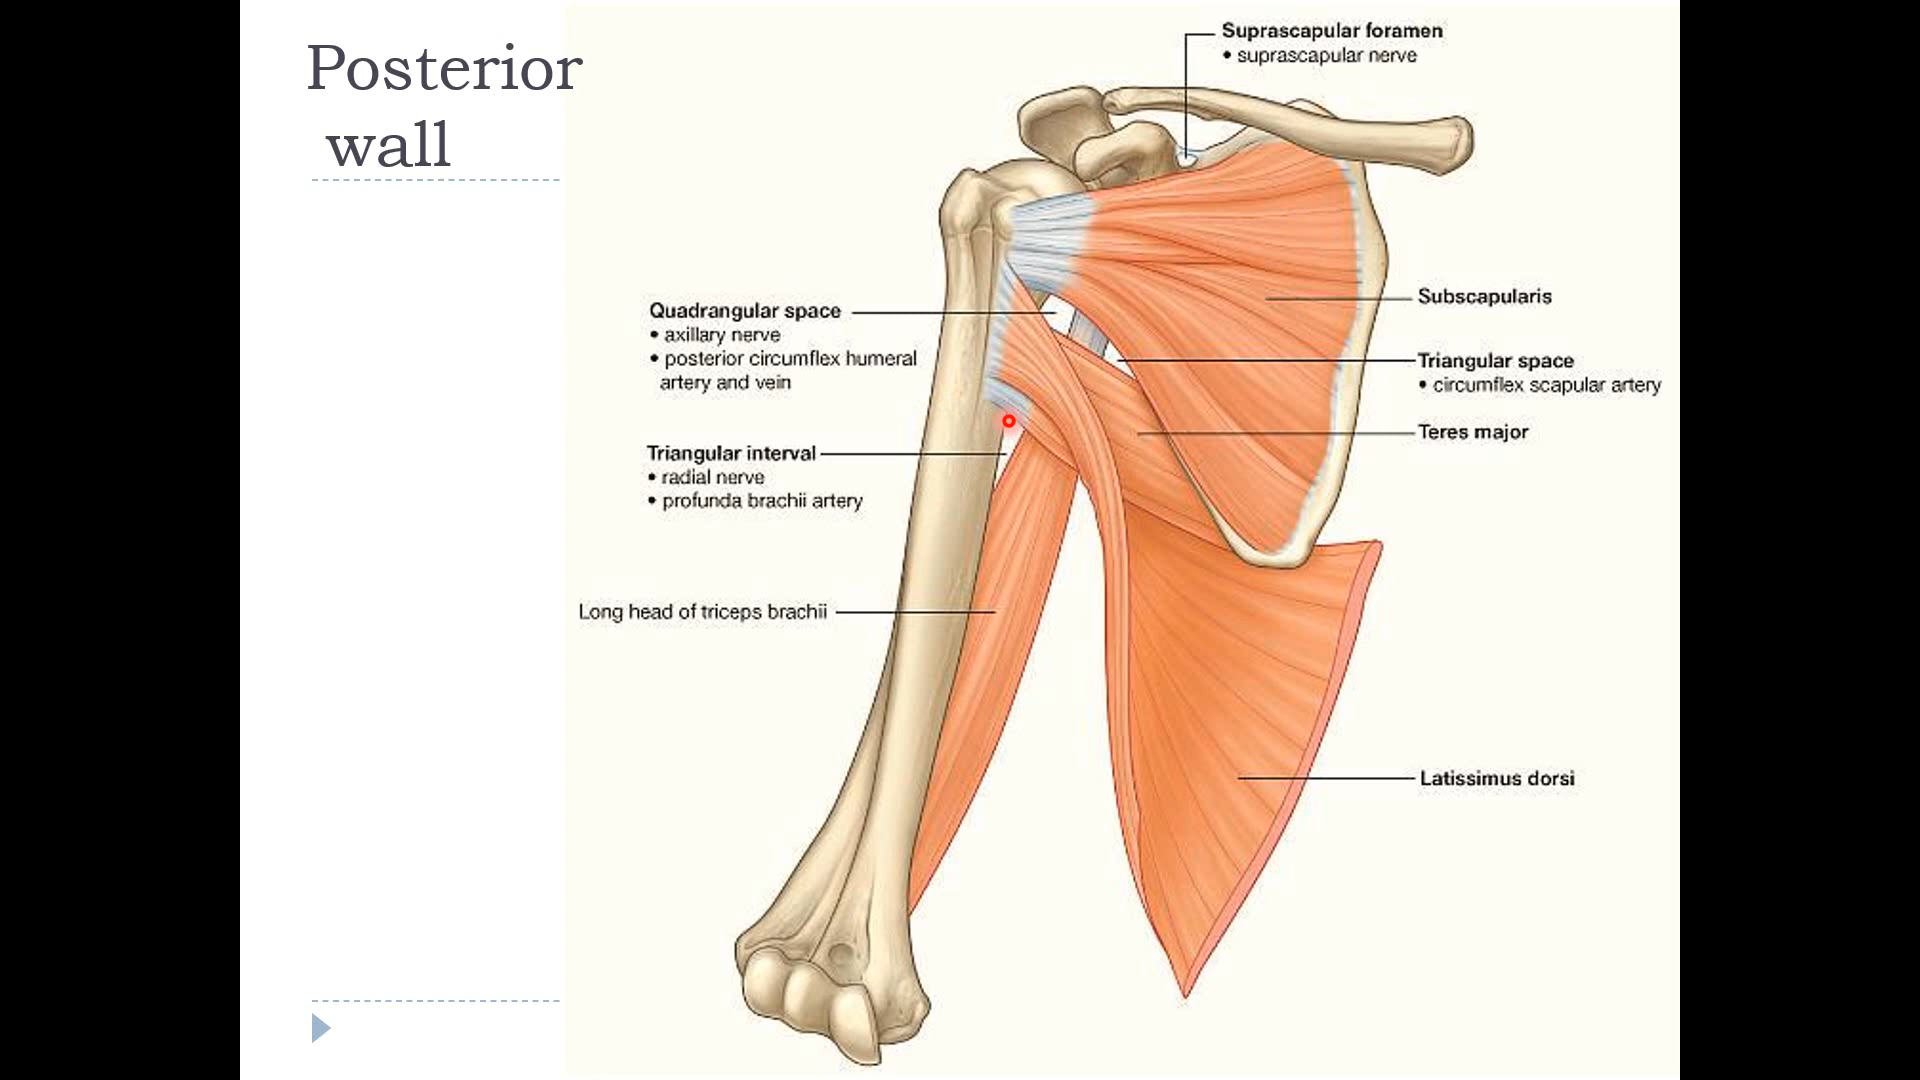 Posterior
wall
Suprascapular foramen
• suprascapular nerve
Quadrangular space
• axillary nerve
• posterior circumflex humeral
artery and vein
Subscapularis
Triangular space
• circumflex scapular artery
Teres major
Triangular interval
• radial nerve
• profunda brachii artery
Long head of triceps brachii
Latissimus dorsi